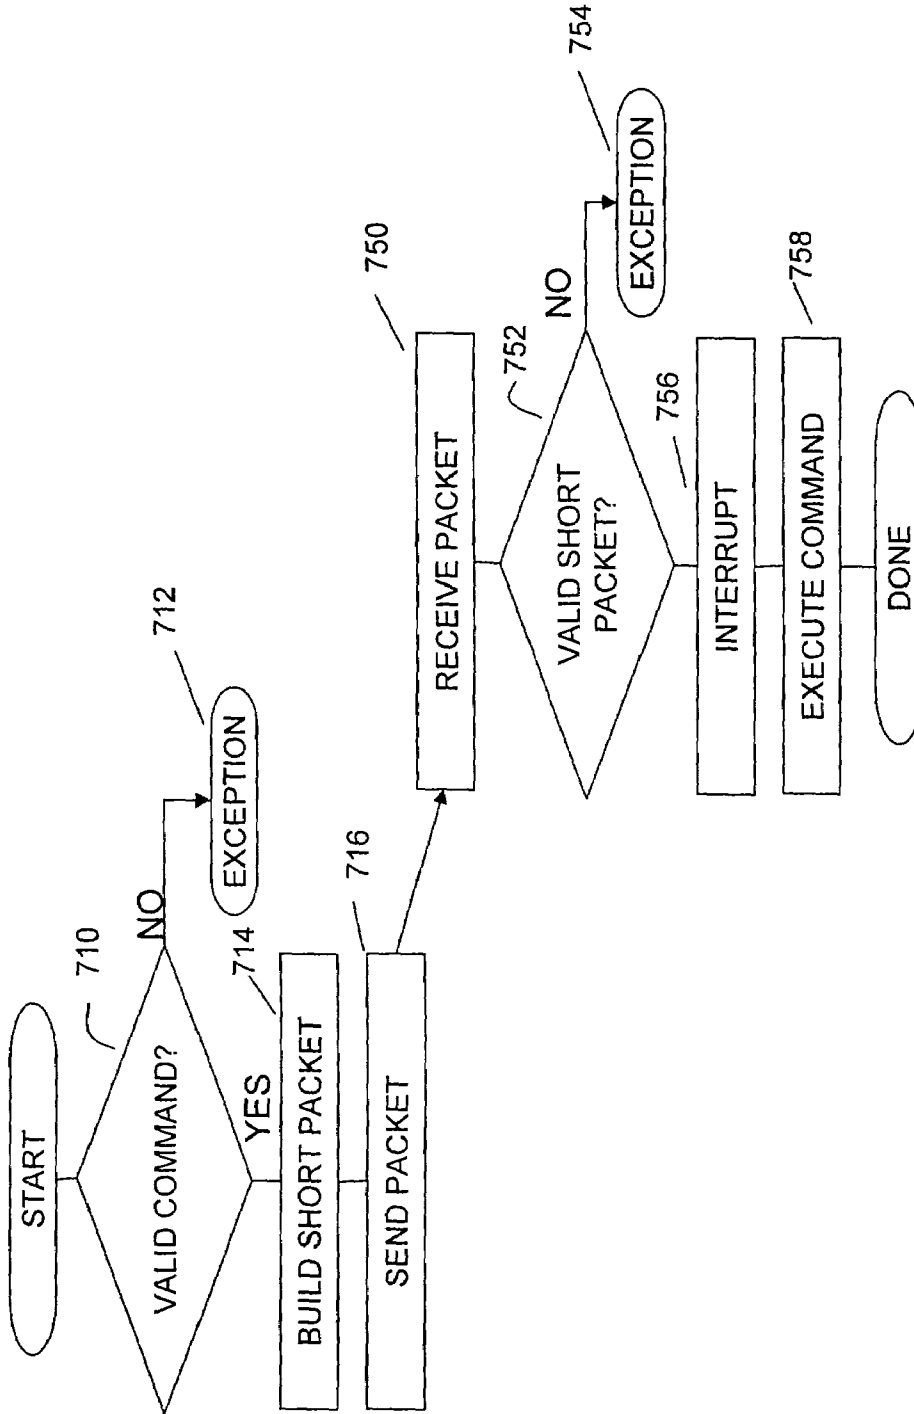 START
710
VALID COMMAND?
NO
712
EXCEPTION
YES
714
BUILD SHORT PACKET
716
SEND PACKET
750
RECEIVE PACKET
752
VALID SHORT
PACKET?
NO
754
EXCEPTION
756
INTERRUPT
758
EXECUTE COMMAND
DONE